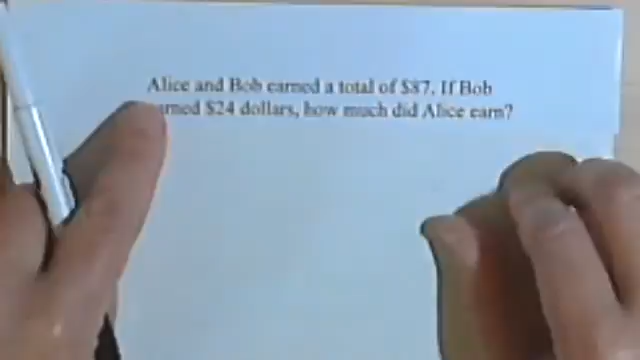 Alice and Bob earned a total of $87. If Bob
earned $24 dollars, how much did Alice earn?